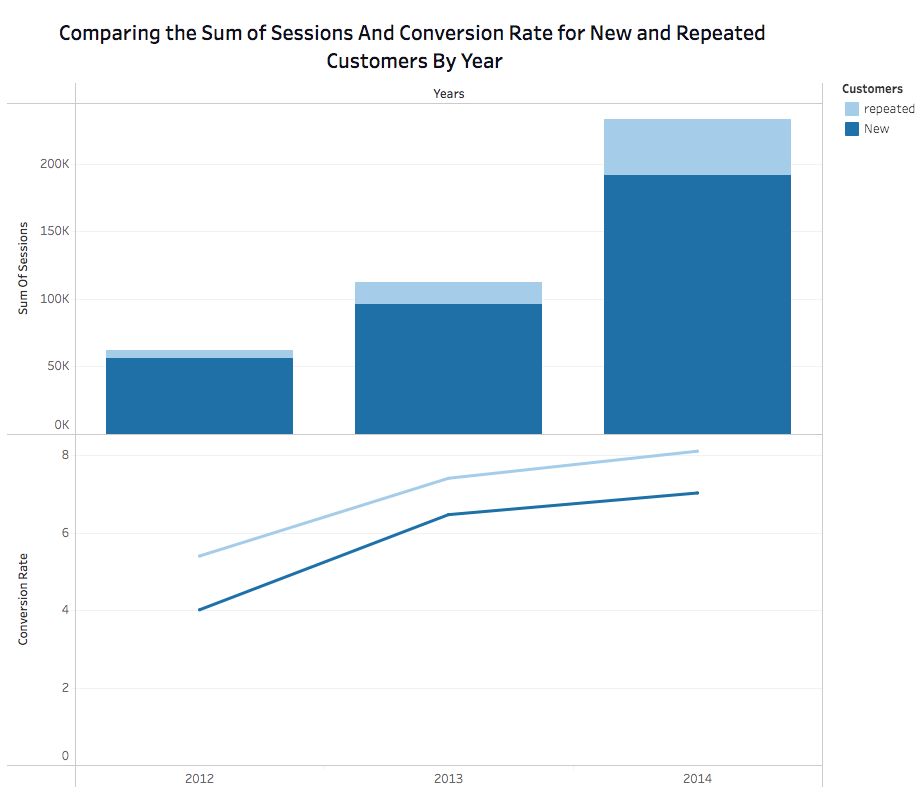 Comparing the Sum of Sessions And Conversion Rate for New and Repeated
Customers By Year
Years
Customers
repeated
New
Sum Of Sessions
200K
150K
100K
50K
0K
Conversion Rate
8
6
4
2
0
2012
2013
2014